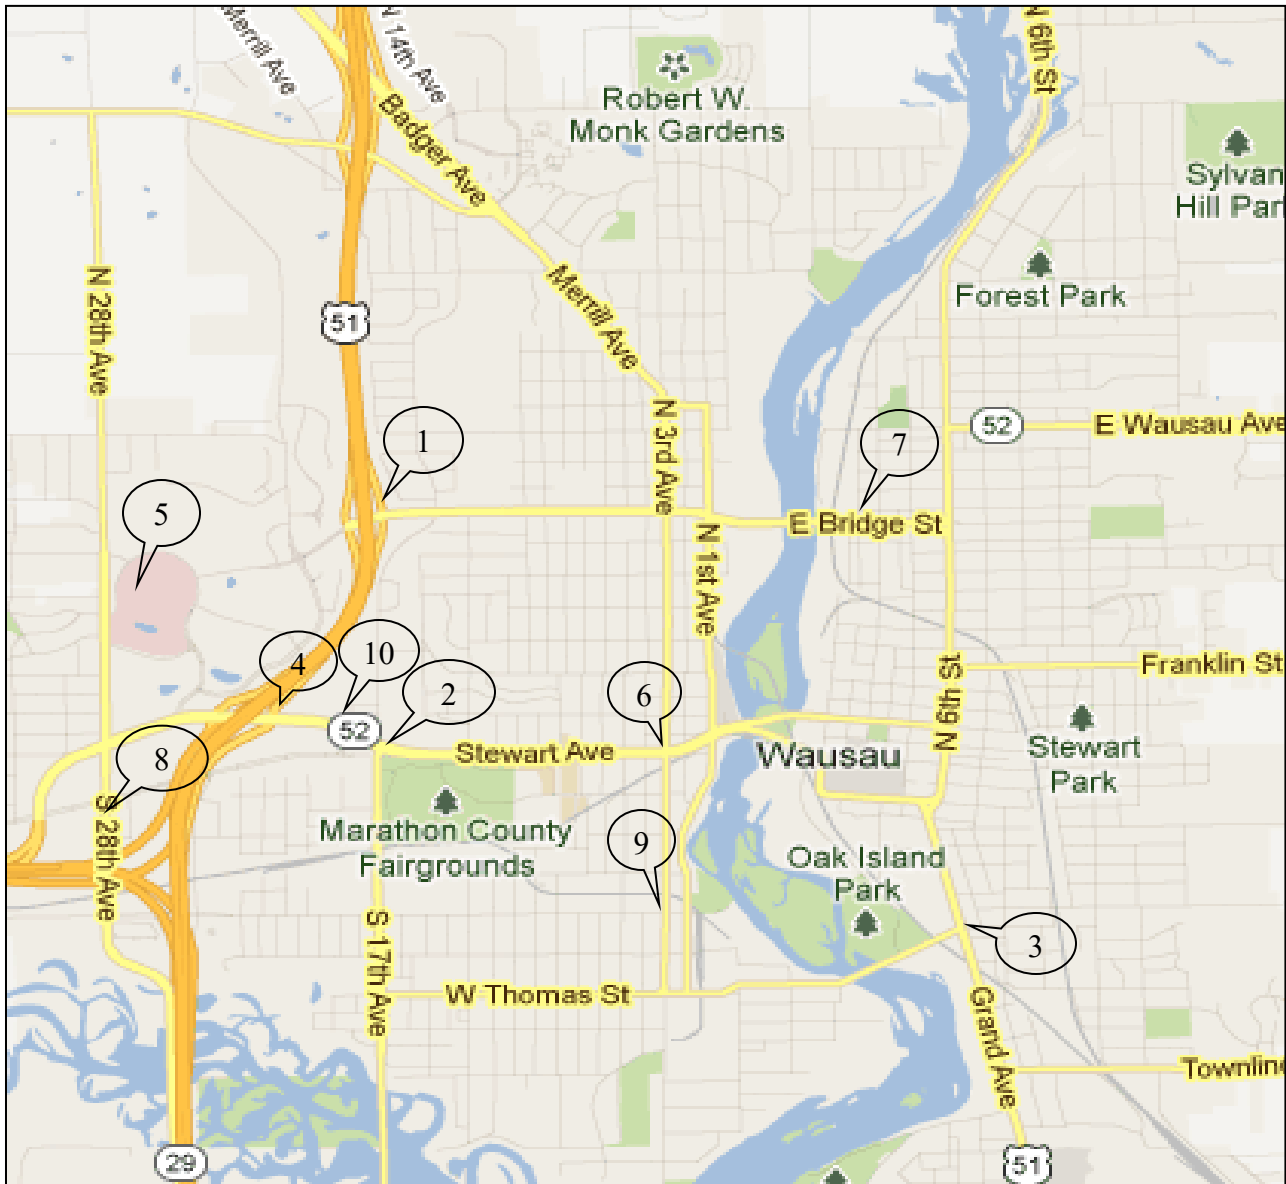 Merrill Ave
N 14th Ave
N 6th St
Robert W.
Monk Gardens
Badger Ave
Sylvan
Hill Park
N 28th Ave
Forest Park
51
Merrill Ave
N 3rd Ave
1
7
52
E Wausau Ave
5
E Bridge St
N 1st Ave
4
10
2
6
N 6th St
Franklin St
52
Stewart Ave
Wausau
Stewart
Park
8
S 28th Ave
Marathon County
Fairgrounds
9
Oak Island
Park
3
S 17th Ave
W Thomas St
Grand Ave
Townline
29
51